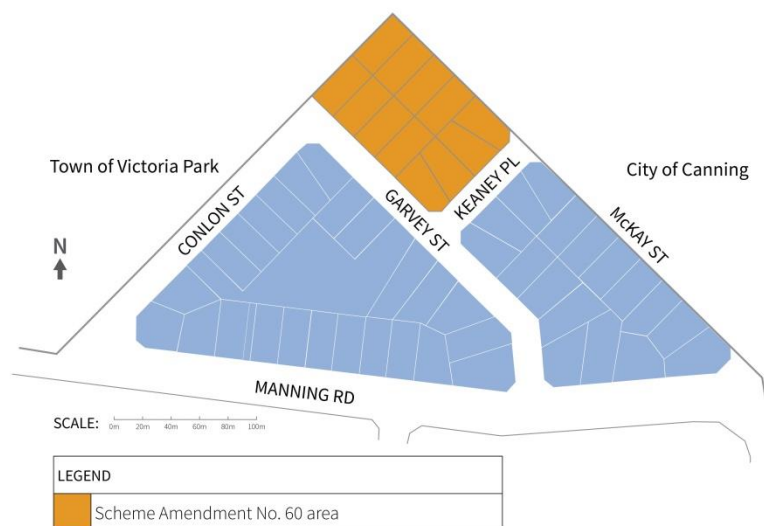 Town of Victoria Park
City of Canning
CONLON ST
GARVEY ST
KEANEY PL
McKAY ST
N
MANNING RD
SCALE: 0m 20m 40m 60m 80m 100m
LEGEND
Scheme Amendment No. 60 area